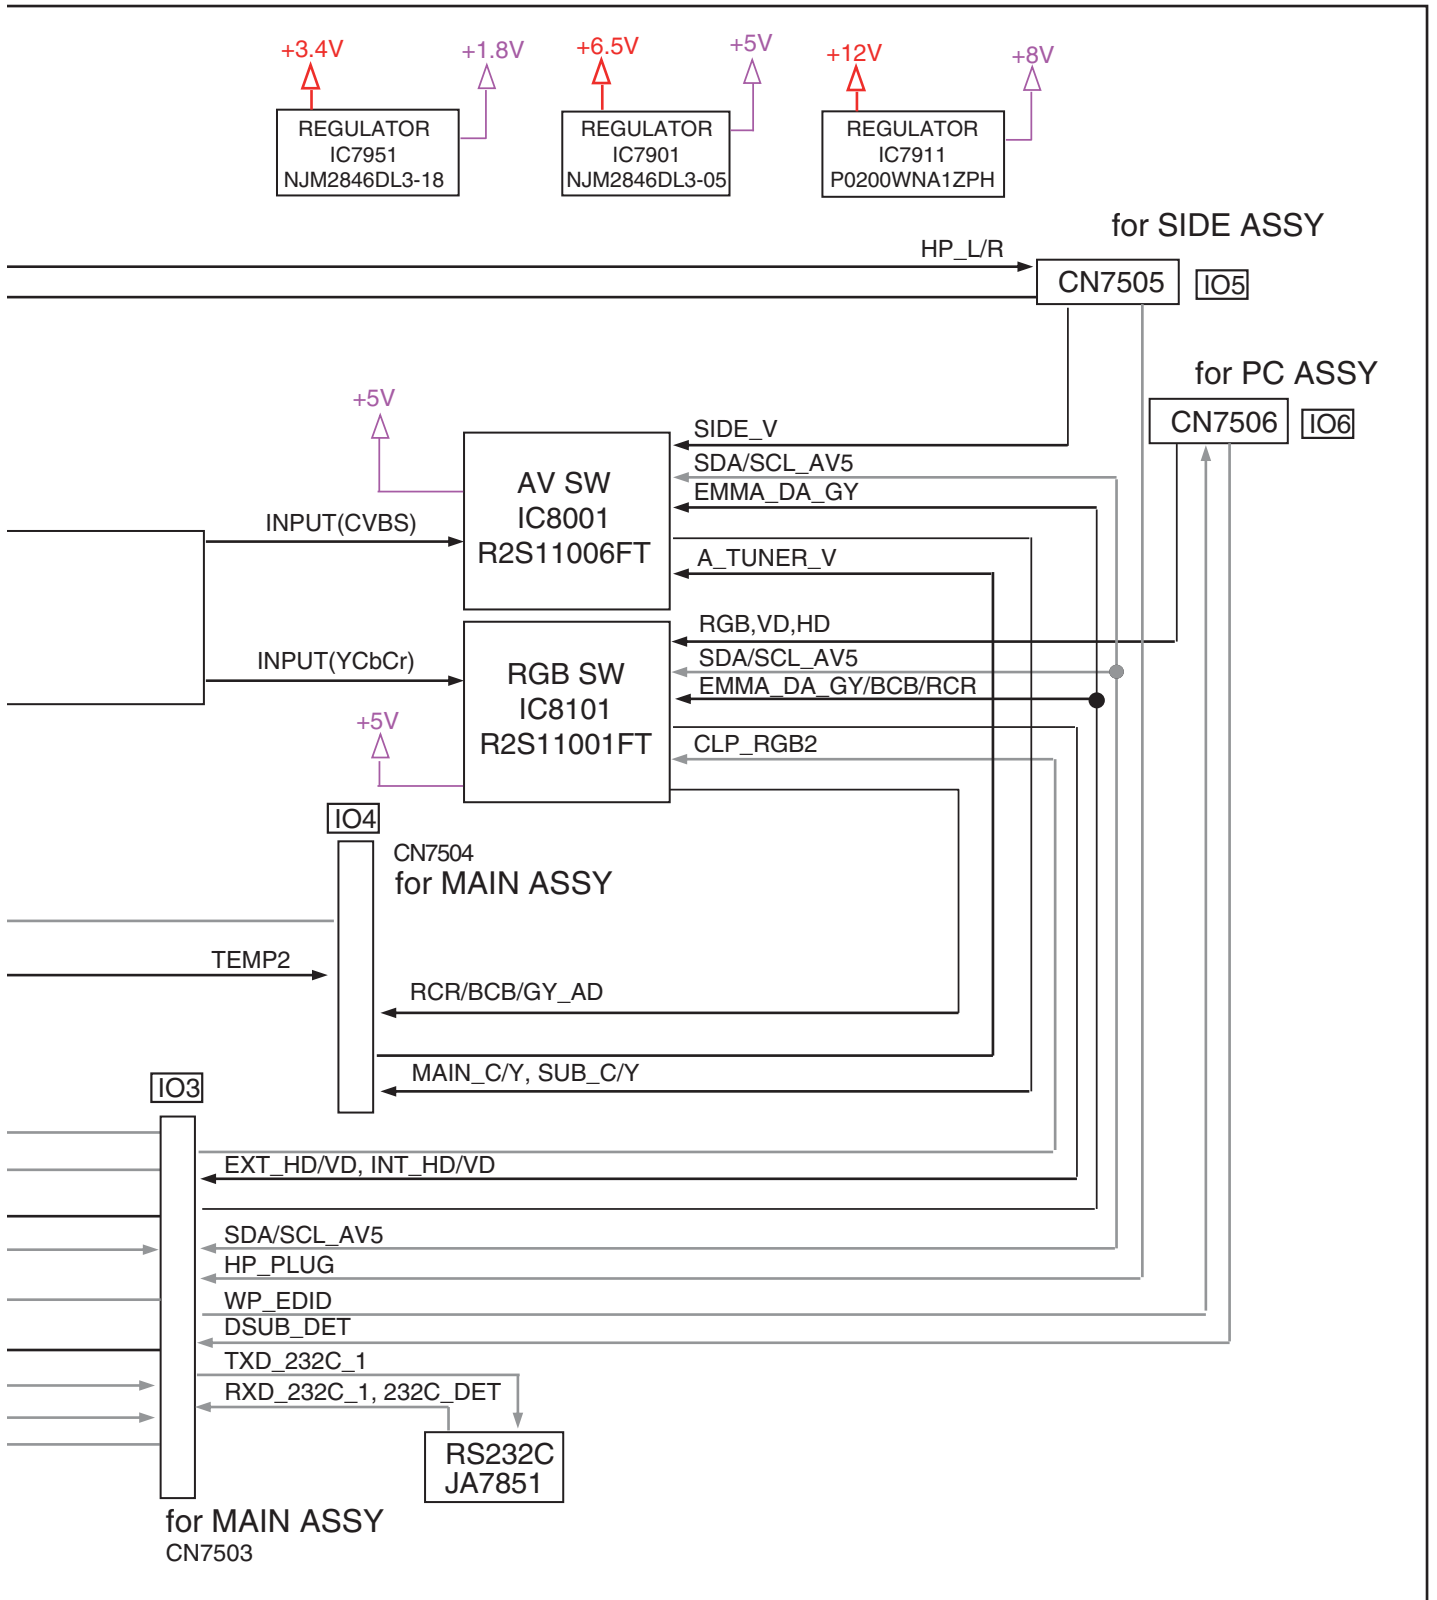 +3.4V
+1.8V
+6.5V
+5V
+12V
+8V
REGULATOR
IC7951
NJM2846DL3-18
REGULATOR
IC7901
NJM2846DL3-05
REGULATOR
IC7911
P0200WNA1ZPH
for SIDE ASSY
HP_L/R
CN7505
IO5
for PC ASSY
CN7506
IO6
+5V
AV SW
IC8001
R2S11006FT
SIDE_V
SDA/SCL_AV5
EMMA_DA_GY
INPUT(CVBS)
A_TUNER_V
RGB,VD,HD
INPUT(YCbCr)
SDA/SCL_AV5
RGB SW
IC8101
R2S11001FT
EMMA_DA_GY/BCB/RCR
+5V
CLP_RGB2
IO4
CN7504
for MAIN ASSY
TEMP2
RCR/BCB/GY_AD
MAIN_C/Y, SUB_C/Y
IO3
EXT_HD/VD, INT_HD/VD
SDA/SCL_AV5
HP_PLUG
WP_EDID
DSUB_DET
TXD_232C_1
RXD_232C_1, 232C_DET
RS232C
JA7851
for MAIN ASSY
CN7503